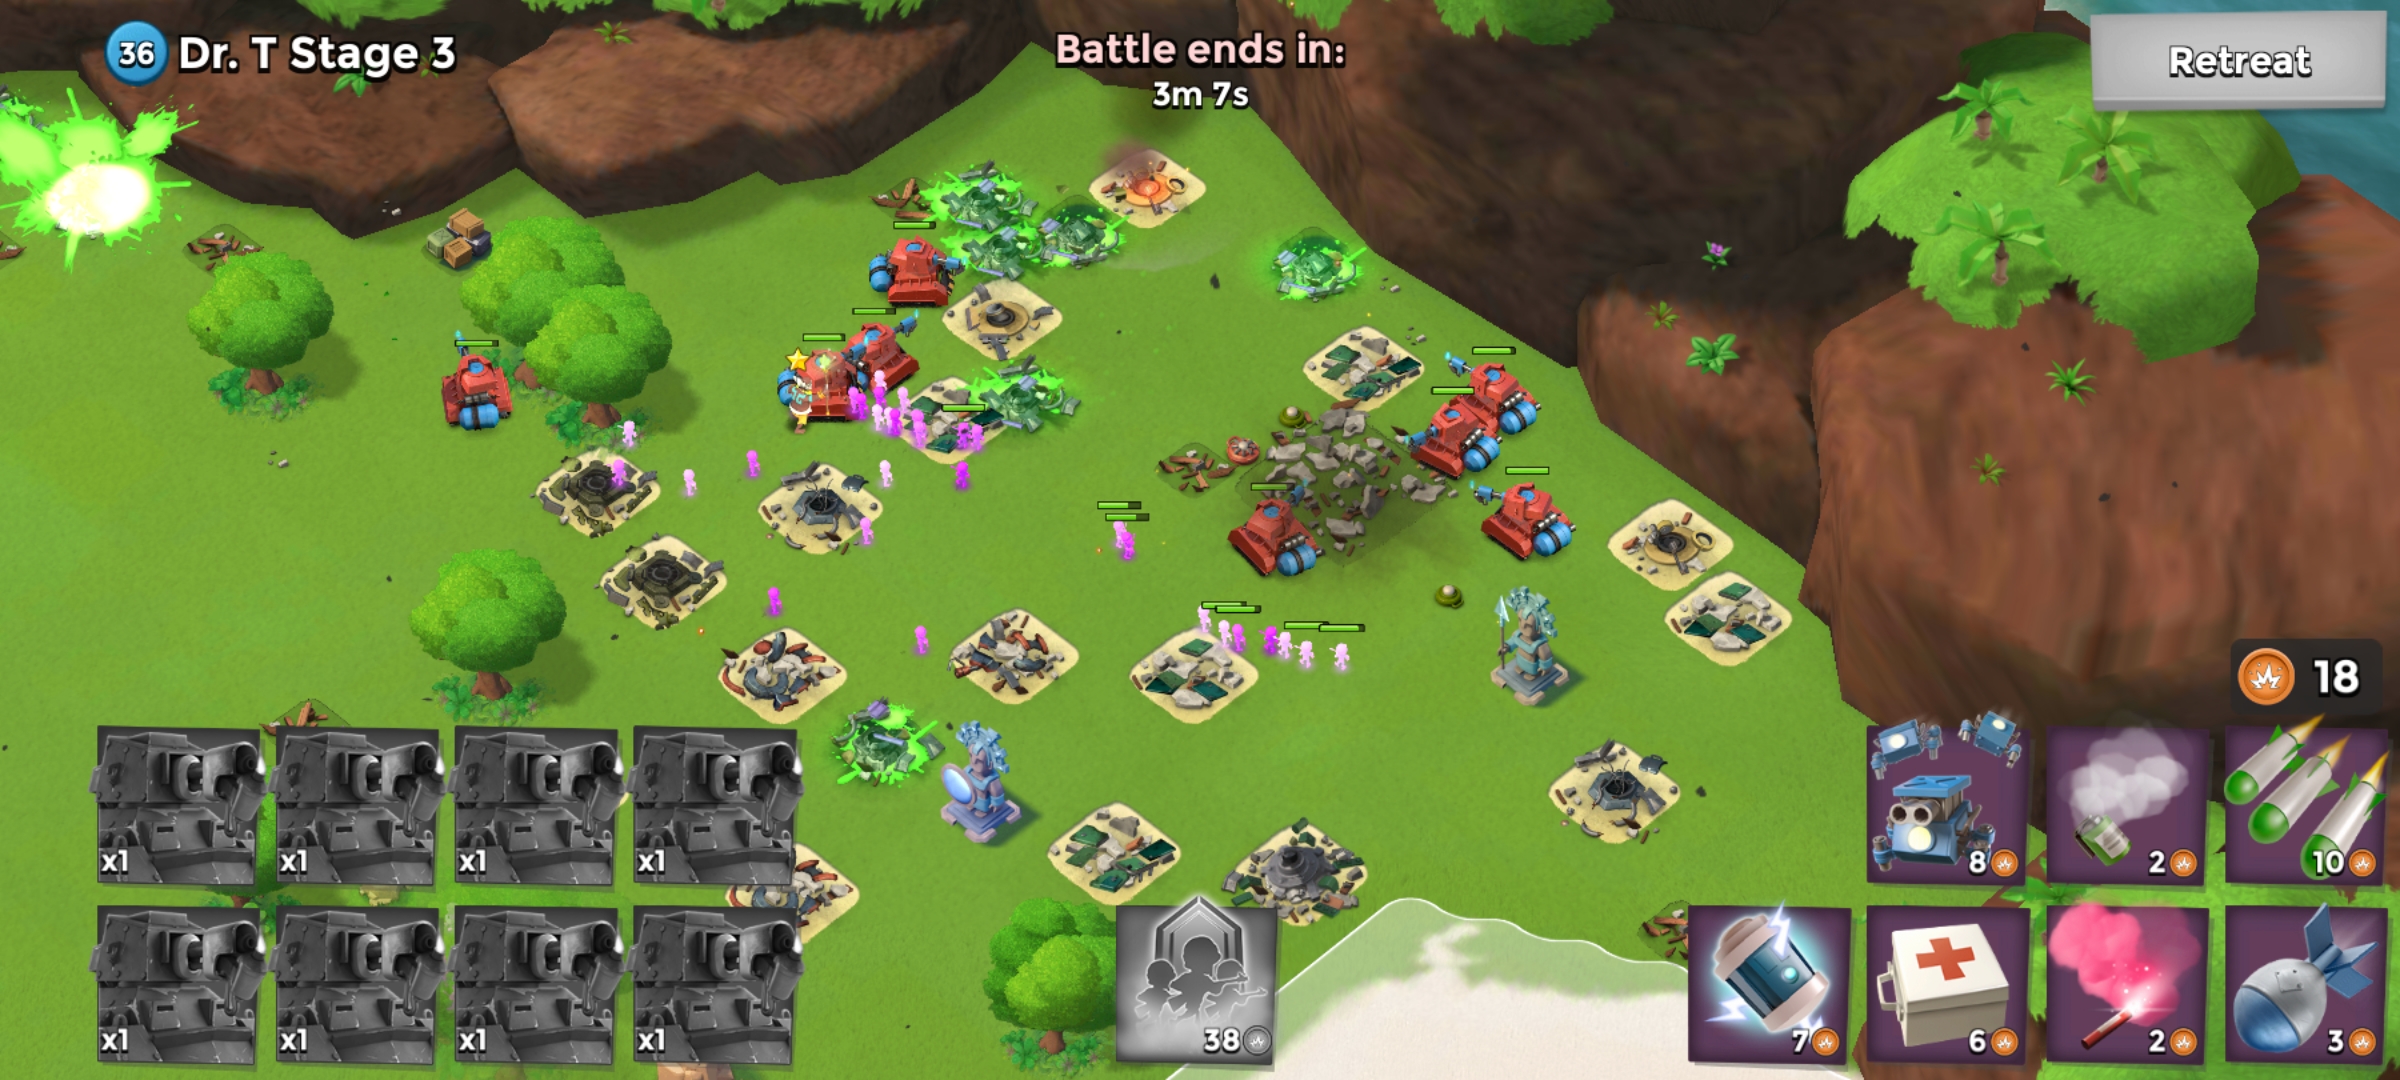 36 Dr. T Stage 3
Battle ends in:
3m 7s
Retreat
18
x1 x1 x1 x1
8 2 10
x1 x1 x1 x1
38
7 6 2 3